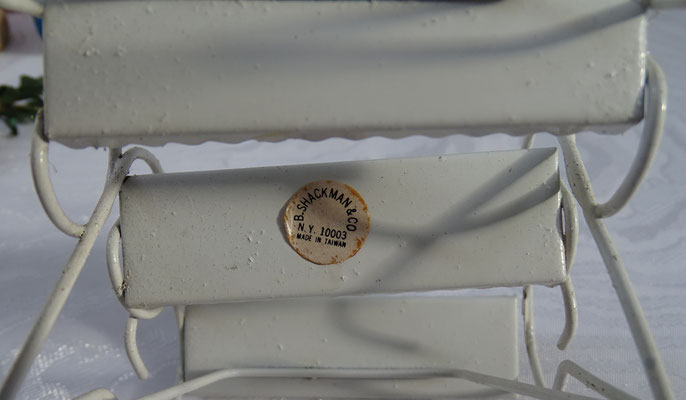 B. SHACKMAN & CO.
N.Y. 10003
MADE IN TAIWAN